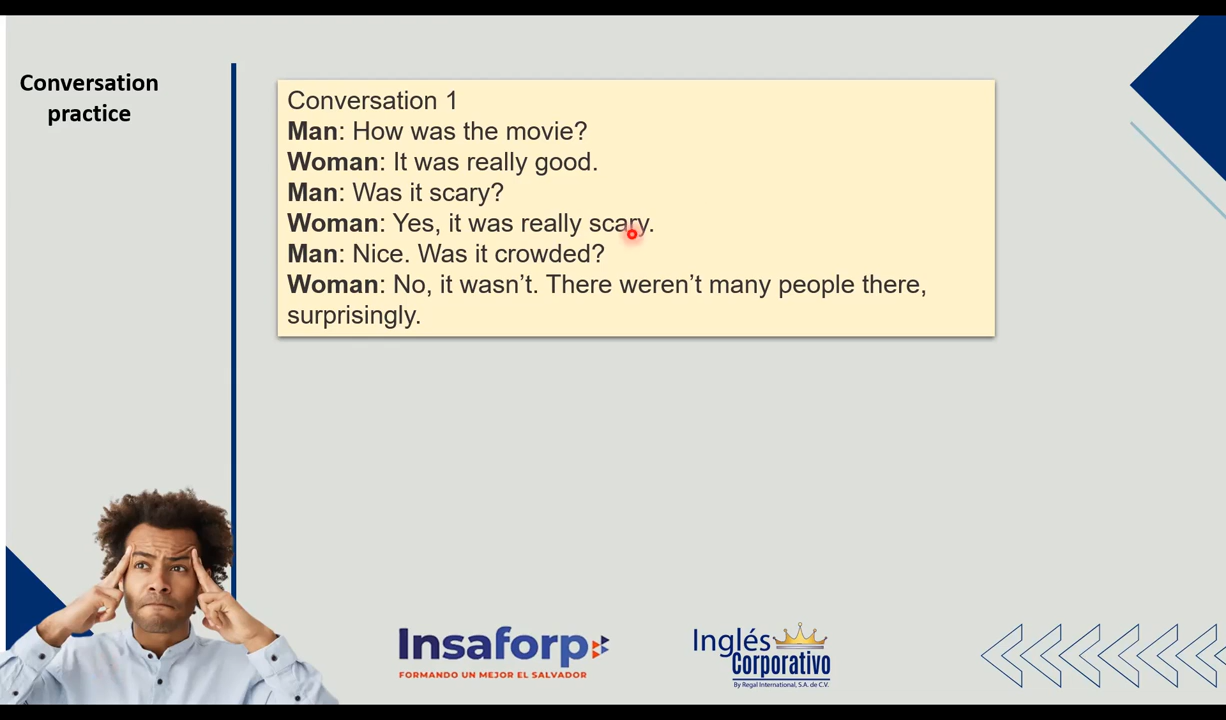 Conversation
practice
Conversation 1
Man: How was the movie?
Woman: It was really good.
Man: Was it scary?
Woman: Yes, it was really scary.
Man: Nice. Was it crowded?
Woman: No, it wasn’t. There weren’t many people there,
surprisingly.
Insaforp
FORMANDO UN MEJOR EL SALVADOR
Inglés
Corporativo
By Regal International, S.A. de C.V.